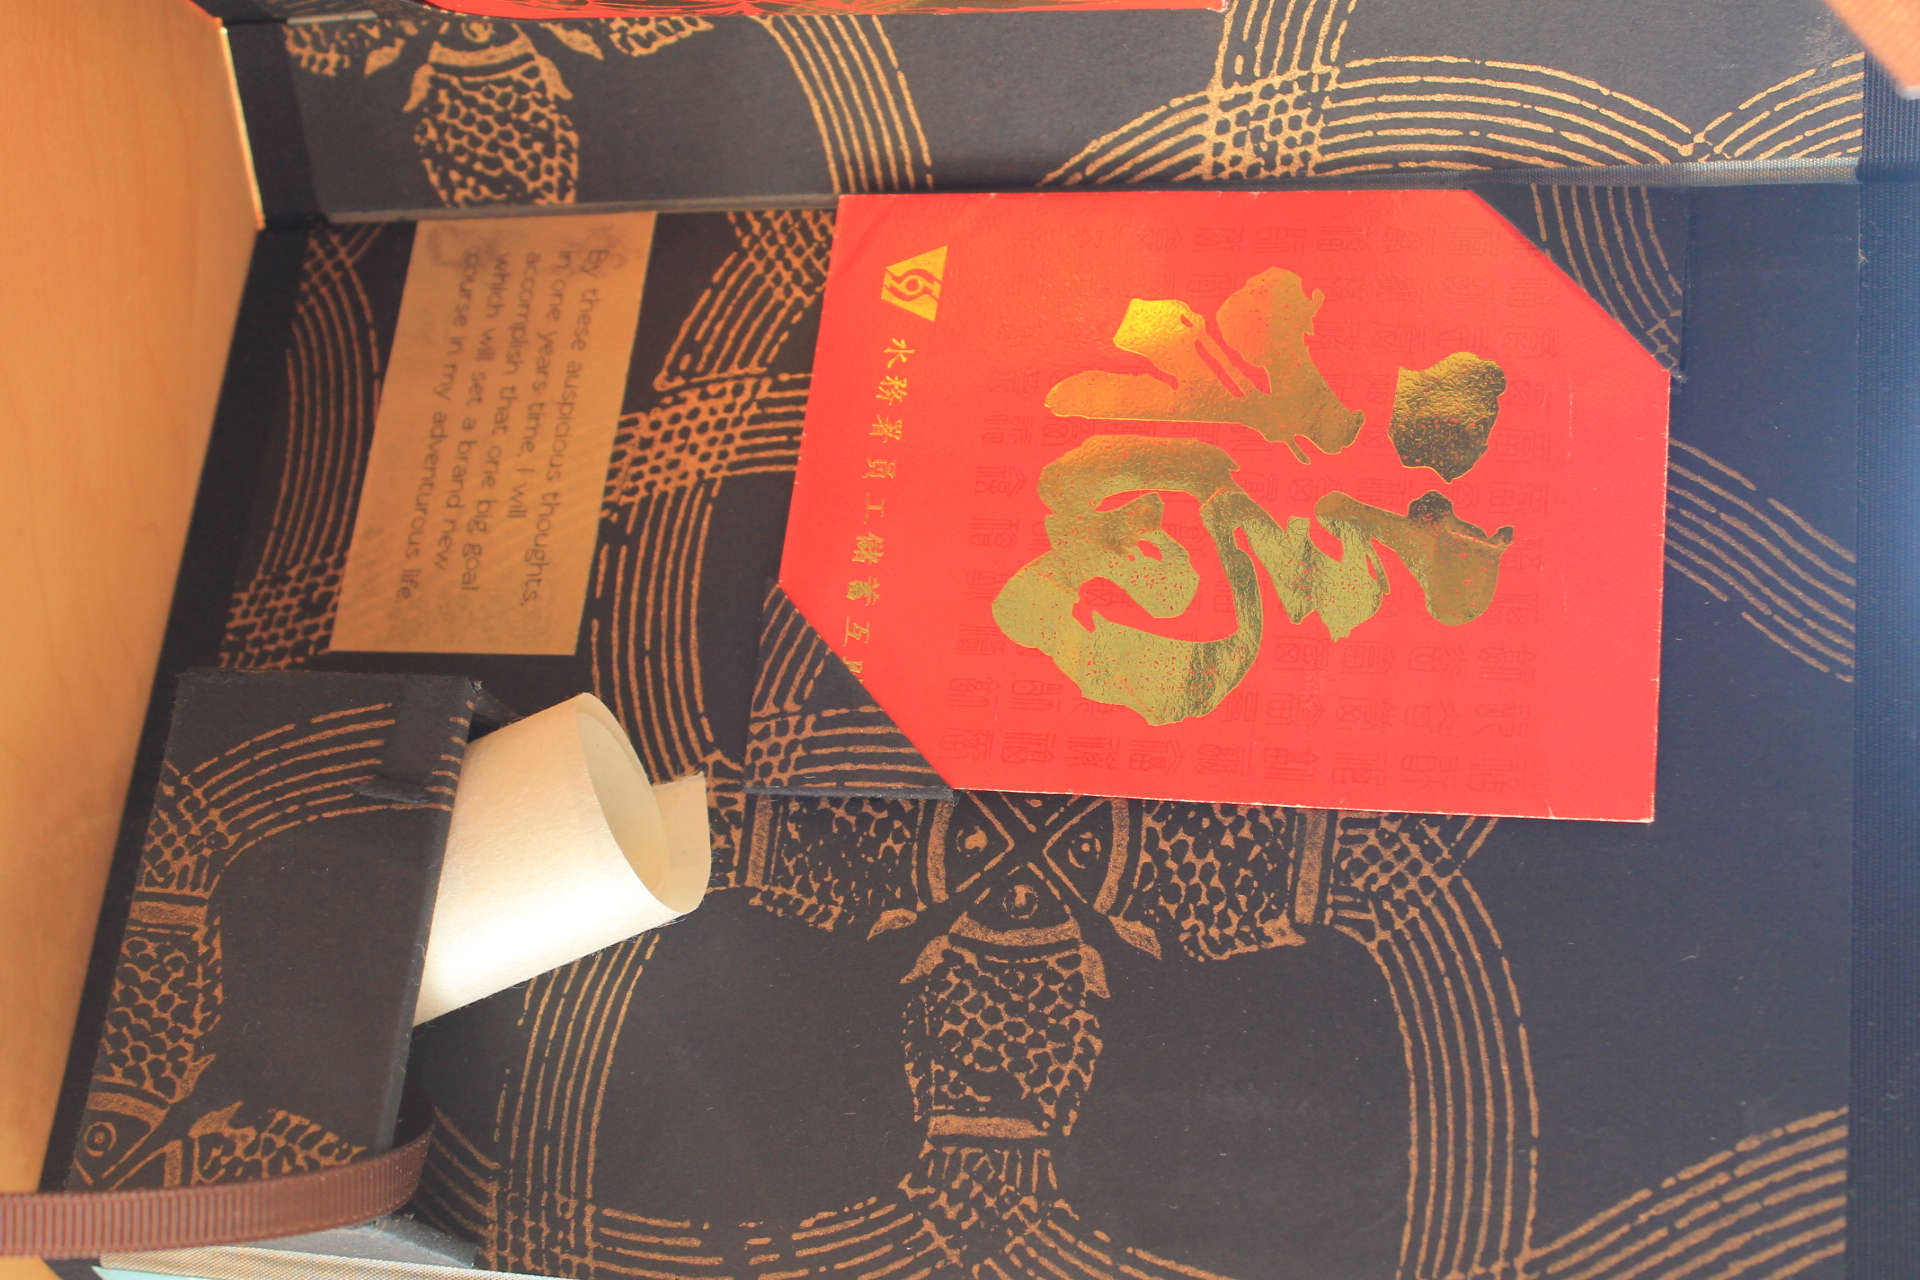 福
水務署員工儲蓄互
By these auspicious thoughts,
in one years time, I will
accomplish that one big goal
which will set a brand new
course in my adventurous life.